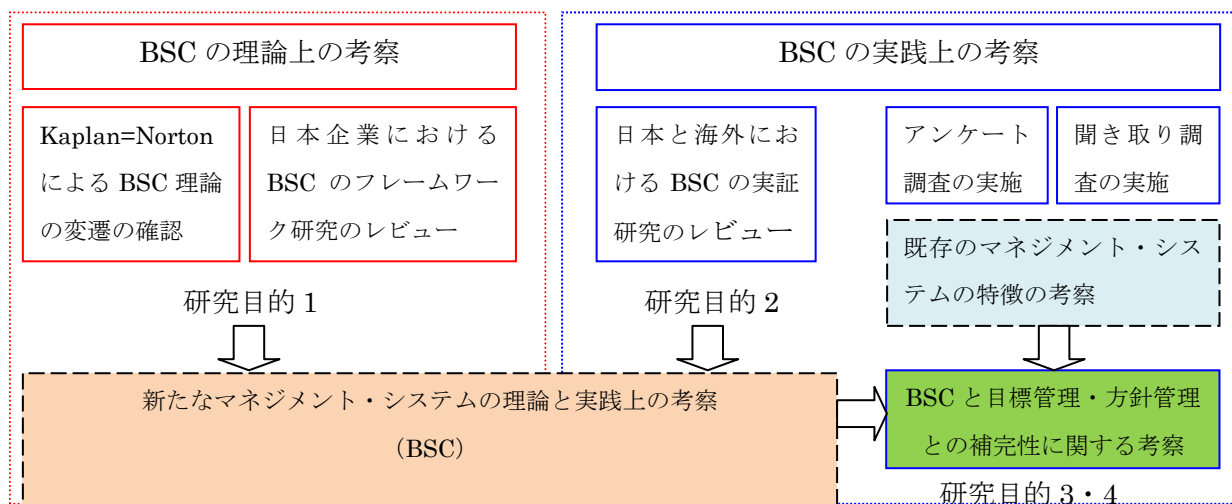 BSC の理論上の考察
Kaplan=Norton
による BSC 理論
の変遷の確認
日本企業における
BSC のフレームワー
ク研究のレビュー
研究目的 1
BSC の実践上の考察
日本と海外にお
ける BSC の実証
研究のレビュー
研究目的 2
アンケート
調査の実施
聞き取り調
査の実施
既存のマネジメント・シス
テムの特徴の考察
新たなマネジメント・システムの理論と実践上の考察
（BSC）
BSC と目標管理・方針管理
との補完性に関する考察
研究目的 3・4